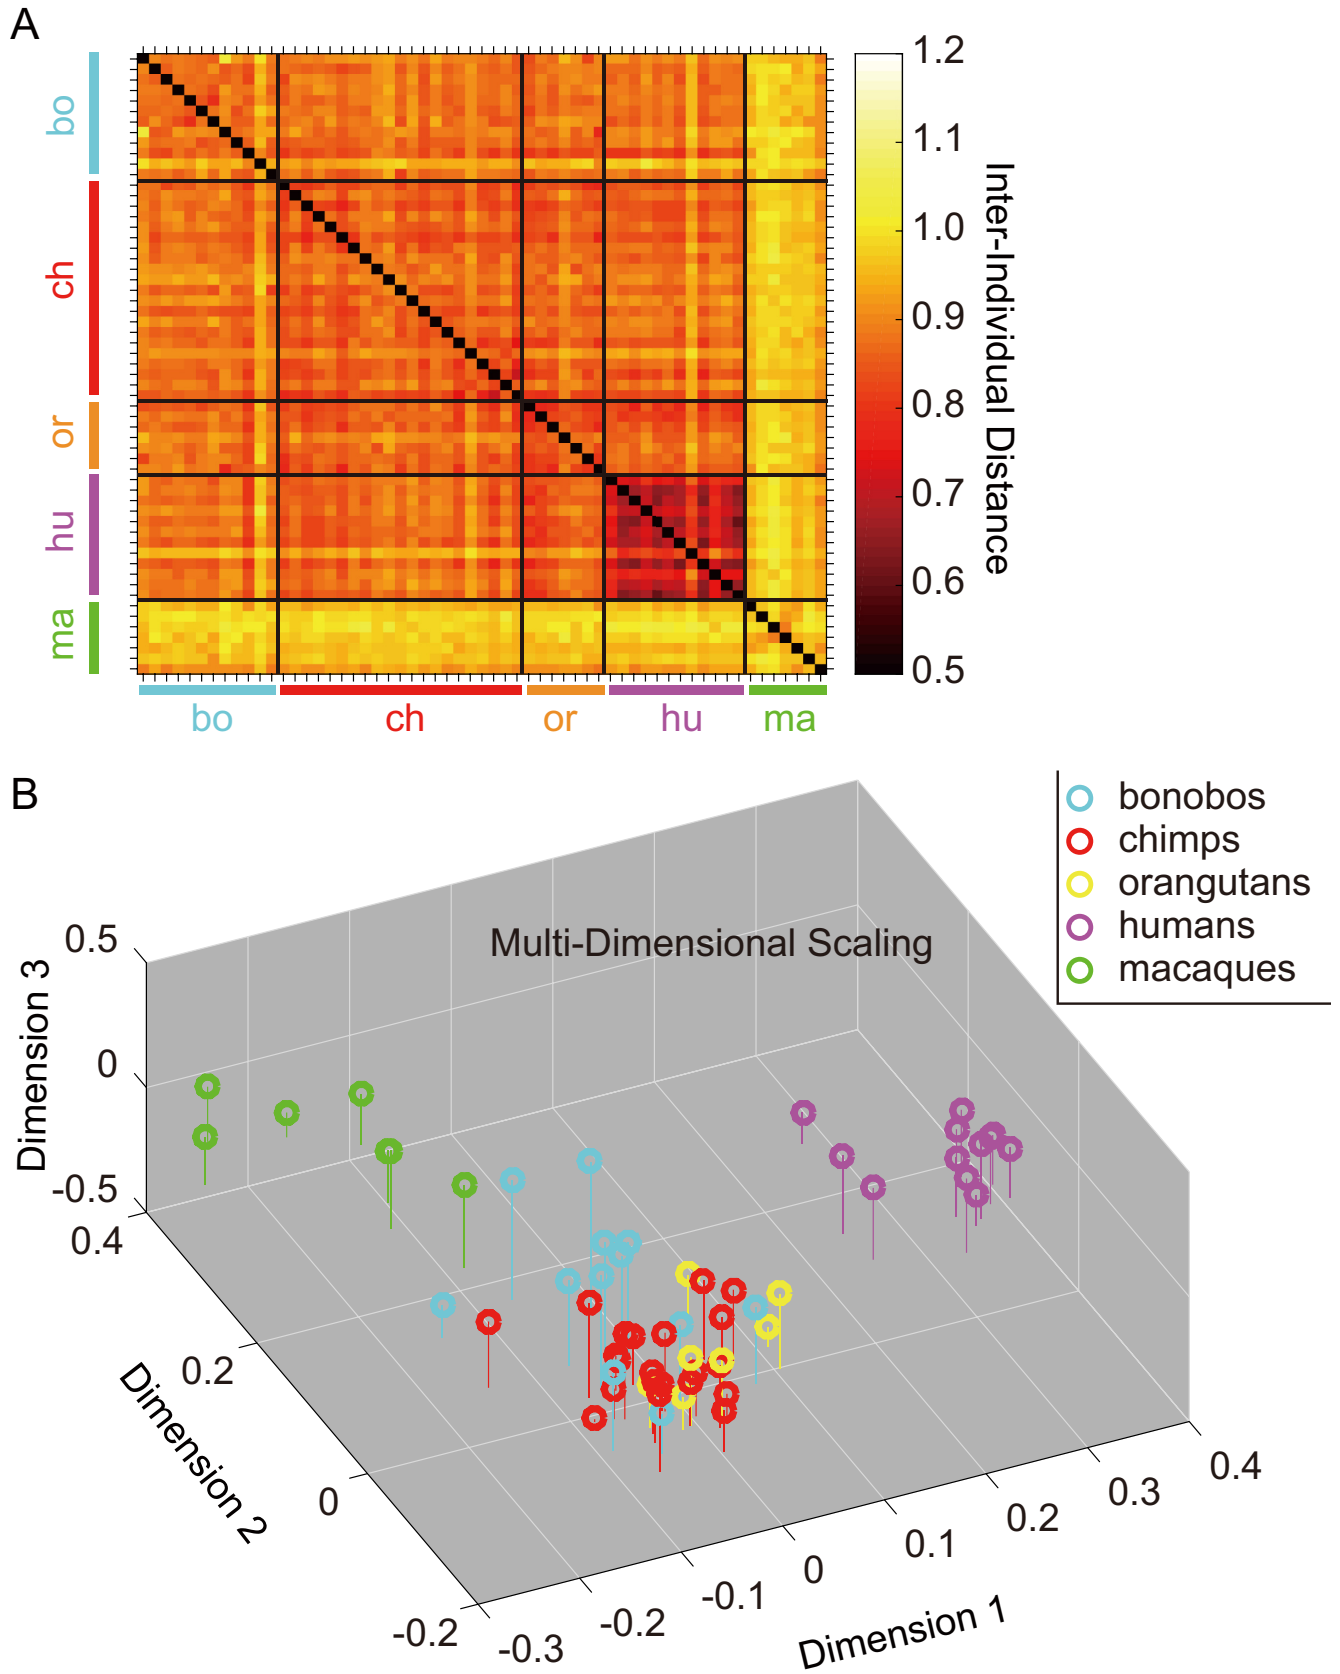 A
bo
ch
or
hu
ma
bo
ch
or
hu
ma
1.2
1.1
1.0
0.9
0.8
0.7
0.6
0.5
Inter-Individual Distance
B
bonobos
chimps
orangutans
humans
macaques
Multi-Dimensional Scaling
0.5
0
-0.5
Dimension 3
0.4
0.2
0
-0.2
Dimension 2
-0.3
-0.2
-0.1
0
0.1
0.2
0.3
0.4
Dimension 1